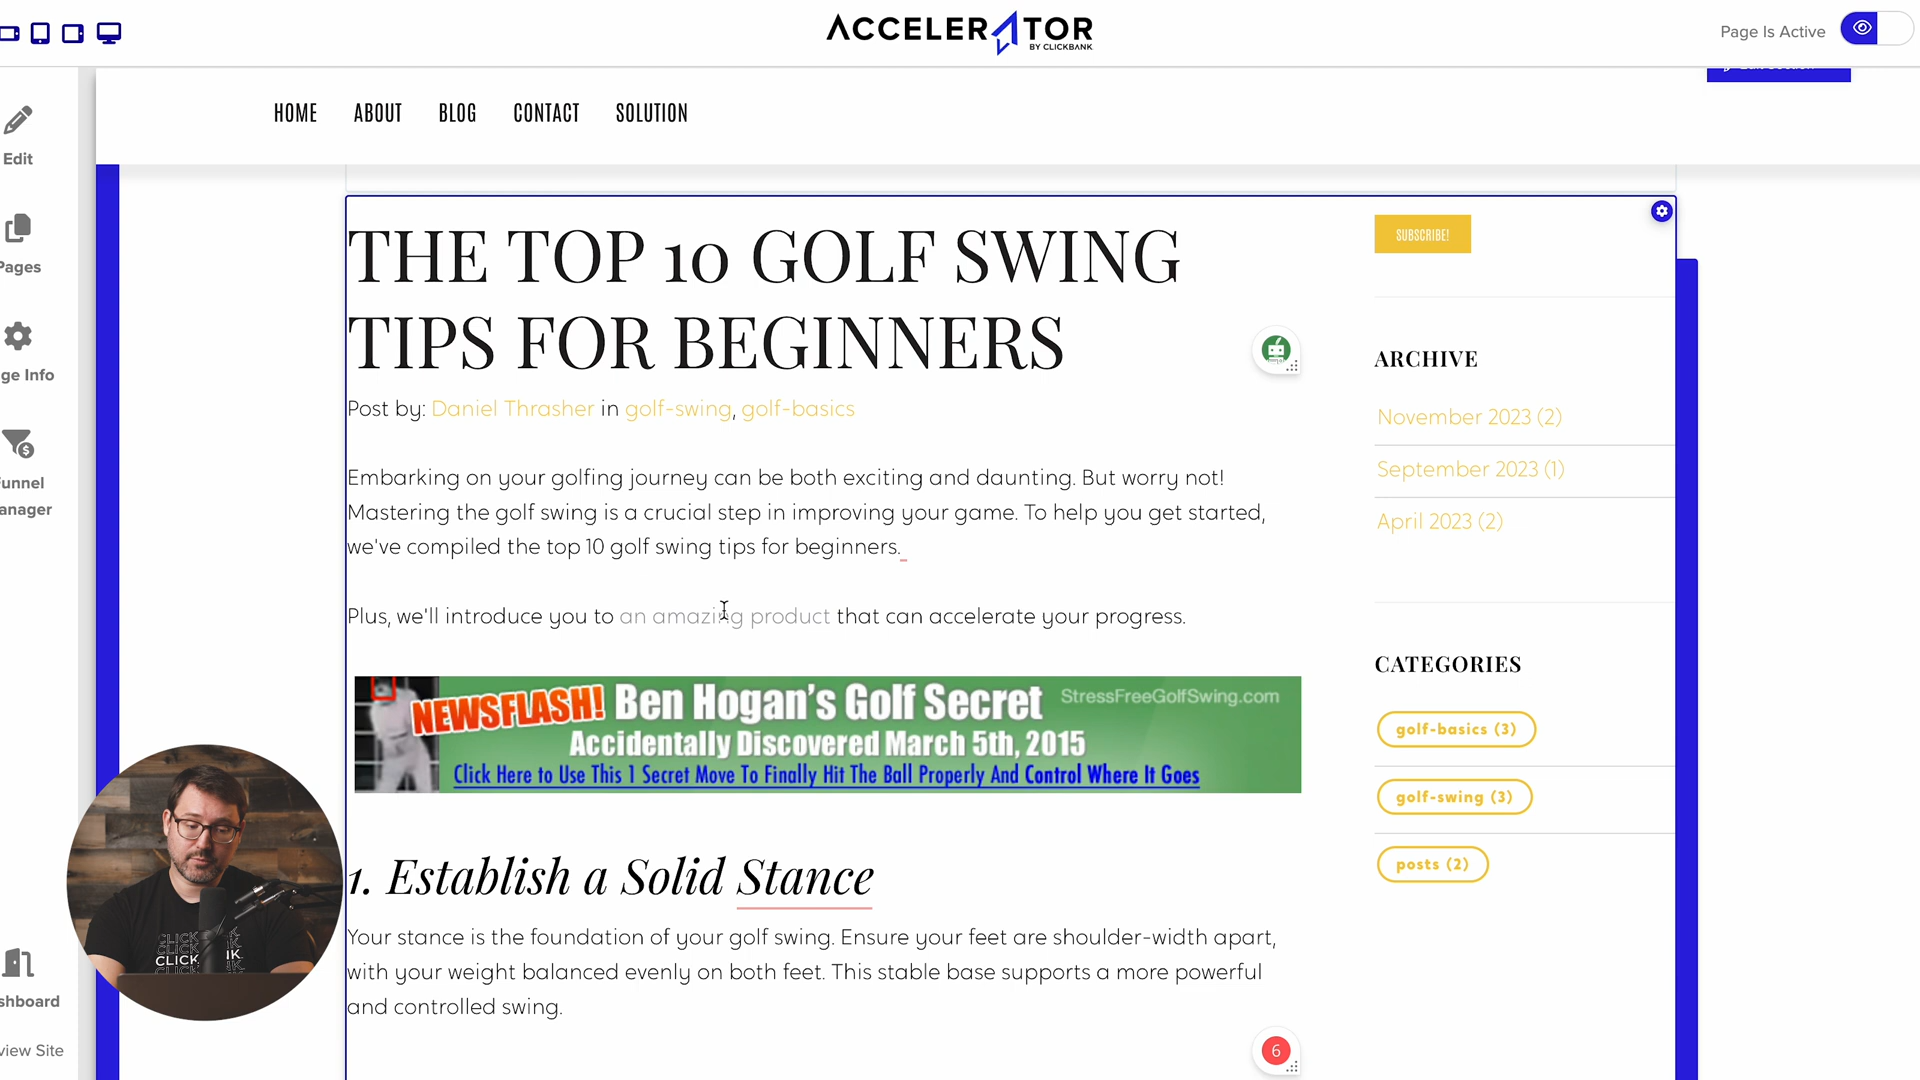 ACCELERATOR
BY CLICKBANK
Page Is Active
HOME ABOUT BLOG CONTACT SOLUTION
Edit
Pages
ge Info
unnel
anager
shboard
view Site
THE TOP 10 GOLF SWING
TIPS FOR BEGINNERS
Post by: Daniel Thrasher in golf-swing, golf-basics
Embarking on your golfing journey can be both exciting and daunting. But worry not!
Mastering the golf swing is a crucial step in improving your game. To help you get started,
we've compiled the top 10 golf swing tips for beginners.
Plus, we'll introduce you to an amazing product that can accelerate your progress.
NEWSFLASH! Ben Hogan's Golf Secret StressFreeGolfSwing.com
Accidentally Discovered March 5th, 2015
Click Here to Use This 1 Secret Move To Finally Hit The Ball Properly And Control Where It Goes
1. Establish a Solid Stance
Your stance is the foundation of your golf swing. Ensure your feet are shoulder-width apart,
with your weight balanced evenly on both feet. This stable base supports a more powerful
and controlled swing.
6
SUBSCRIBE!
ARCHIVE
November 2023 (2)
September 2023 (1)
April 2023 (2)
CATEGORIES
golf-basics (3)
golf-swing (3)
posts (2)
CLICK
CLICK
CLICK